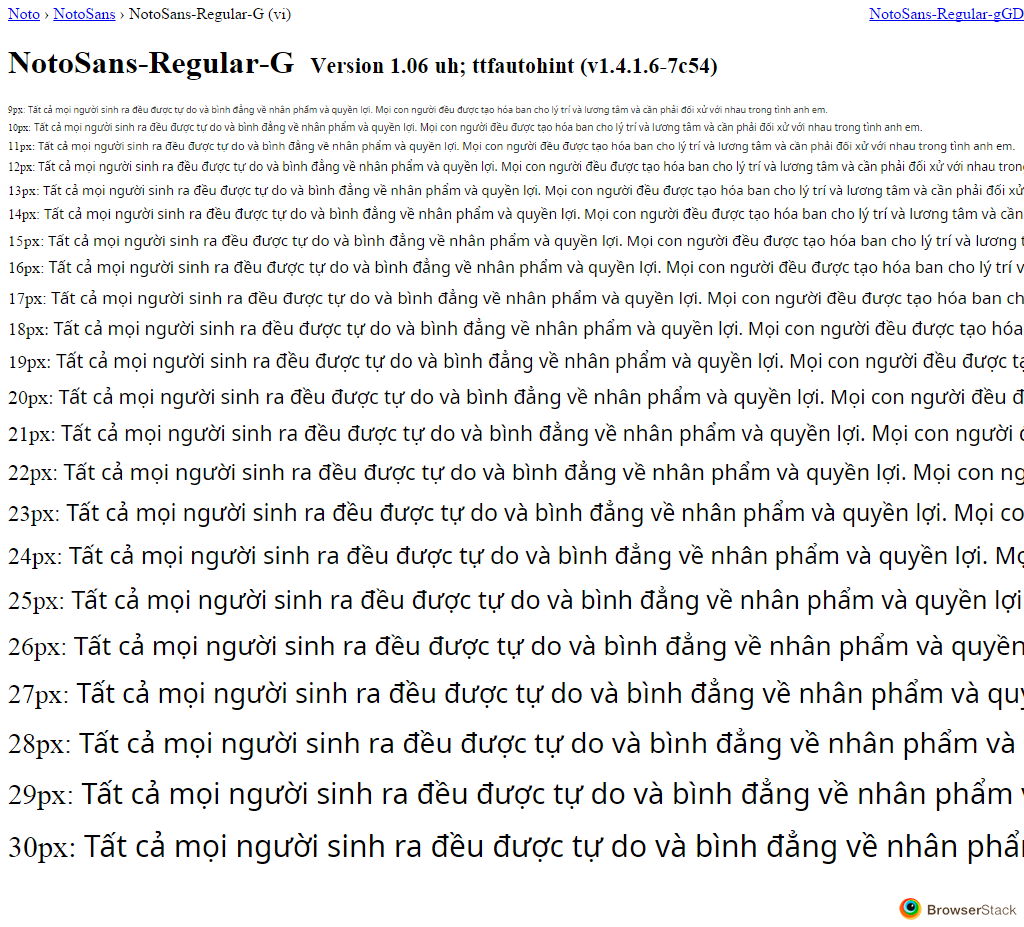 Noto › NotoSans › NotoSans-Regular-G (vi) NotoSans-Regular-gGD
NotoSans-Regular-G Version 1.06 uh; ttfautohint (v1.4.1.6-7c54)
9px: Tất cả mọi người sinh ra đều được tự do và bình đẳng về nhân phẩm và quyền lợi. Mọi con người đều được tạo hóa ban cho lý trí và lương tâm và cần phải đối xử với nhau trong tình anh em.
10px: Tất cả mọi người sinh ra đều được tự do và bình đẳng về nhân phẩm và quyền lợi. Mọi con người đều được tạo hóa ban cho lý trí và lương tâm và cần phải đối xử với nhau trong tình anh em.
11px: Tất cả mọi người sinh ra đều được tự do và bình đẳng về nhân phẩm và quyền lợi. Mọi con người đều được tạo hóa ban cho lý trí và lương tâm và cần phải đối xử với nhau trong tình anh em.
12px: Tất cả mọi người sinh ra đều được tự do và bình đẳng về nhân phẩm và quyền lợi. Mọi con người đều được tạo hóa ban cho lý trí và lương tâm và cần phải đối xử với nhau tron
13px: Tất cả mọi người sinh ra đều được tự do và bình đẳng về nhân phẩm và quyền lợi. Mọi con người đều được tạo hóa ban cho lý trí và lương tâm và cần phải đối xử
14px: Tất cả mọi người sinh ra đều được tự do và bình đẳng về nhân phẩm và quyền lợi. Mọi con người đều được tạo hóa ban cho lý trí và lương tâm và cần
15px: Tất cả mọi người sinh ra đều được tự do và bình đẳng về nhân phẩm và quyền lợi. Mọi con người đều được tạo hóa ban cho lý trí và lương
16px: Tất cả mọi người sinh ra đều được tự do và bình đẳng về nhân phẩm và quyền lợi. Mọi con người đều được tạo hóa ban cho lý trí v
17px: Tất cả mọi người sinh ra đều được tự do và bình đẳng về nhân phẩm và quyền lợi. Mọi con người đều được tạo hóa ban ch
18px: Tất cả mọi người sinh ra đều được tự do và bình đẳng về nhân phẩm và quyền lợi. Mọi con người đều được tạo hóa
19px: Tất cả mọi người sinh ra đều được tự do và bình đẳng về nhân phẩm và quyền lợi. Mọi con người đều được tạ
20px: Tất cả mọi người sinh ra đều được tự do và bình đẳng về nhân phẩm và quyền lợi. Mọi con người đều đ
21px: Tất cả mọi người sinh ra đều được tự do và bình đẳng về nhân phẩm và quyền lợi. Mọi con người
22px: Tất cả mọi người sinh ra đều được tự do và bình đẳng về nhân phẩm và quyền lợi. Mọi con ng
23px: Tất cả mọi người sinh ra đều được tự do và bình đẳng về nhân phẩm và quyền lợi. Mọi co
24px: Tất cả mọi người sinh ra đều được tự do và bình đẳng về nhân phẩm và quyền lợi. Mọ
25px: Tất cả mọi người sinh ra đều được tự do và bình đẳng về nhân phẩm và quyền lợi
26px: Tất cả mọi người sinh ra đều được tự do và bình đẳng về nhân phẩm và quyền
27px: Tất cả mọi người sinh ra đều được tự do và bình đẳng về nhân phẩm và quy
28px: Tất cả mọi người sinh ra đều được tự do và bình đẳng về nhân phẩm và
29px: Tất cả mọi người sinh ra đều được tự do và bình đẳng về nhân phẩm
30px: Tất cả mọi người sinh ra đều được tự do và bình đẳng về nhân phẩ
BrowserStack